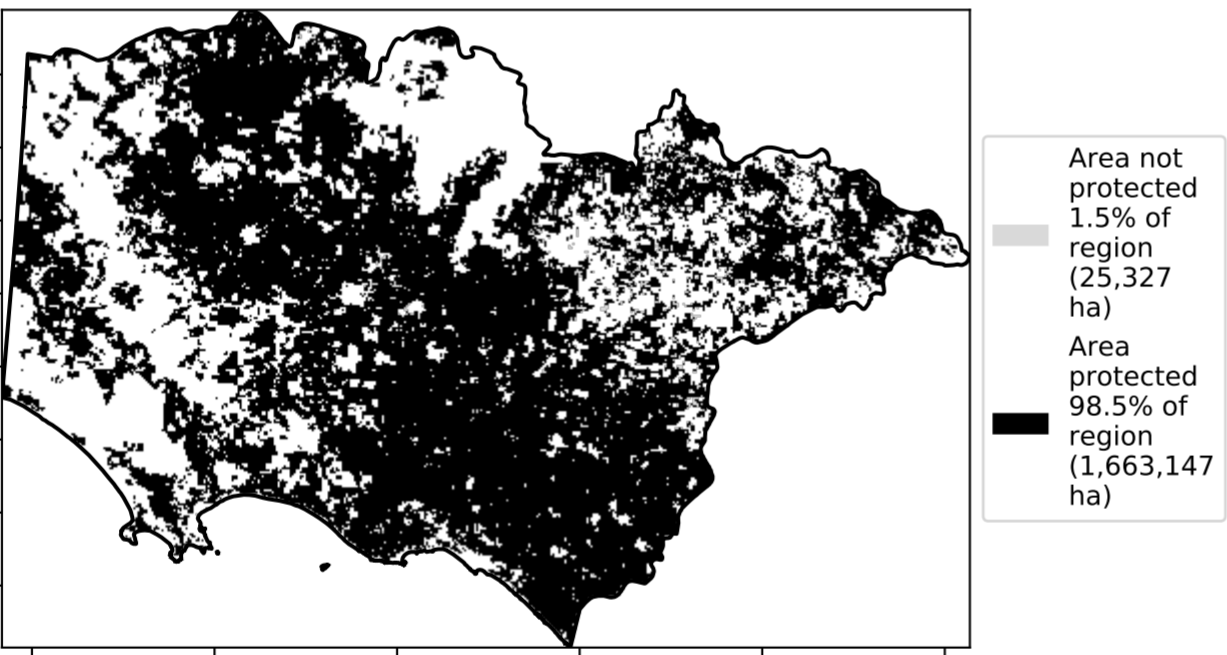 Area not
protected
1.5% of
region
(25,327
ha)
Area
protected
98.5% of
region
(1,663,147
ha)